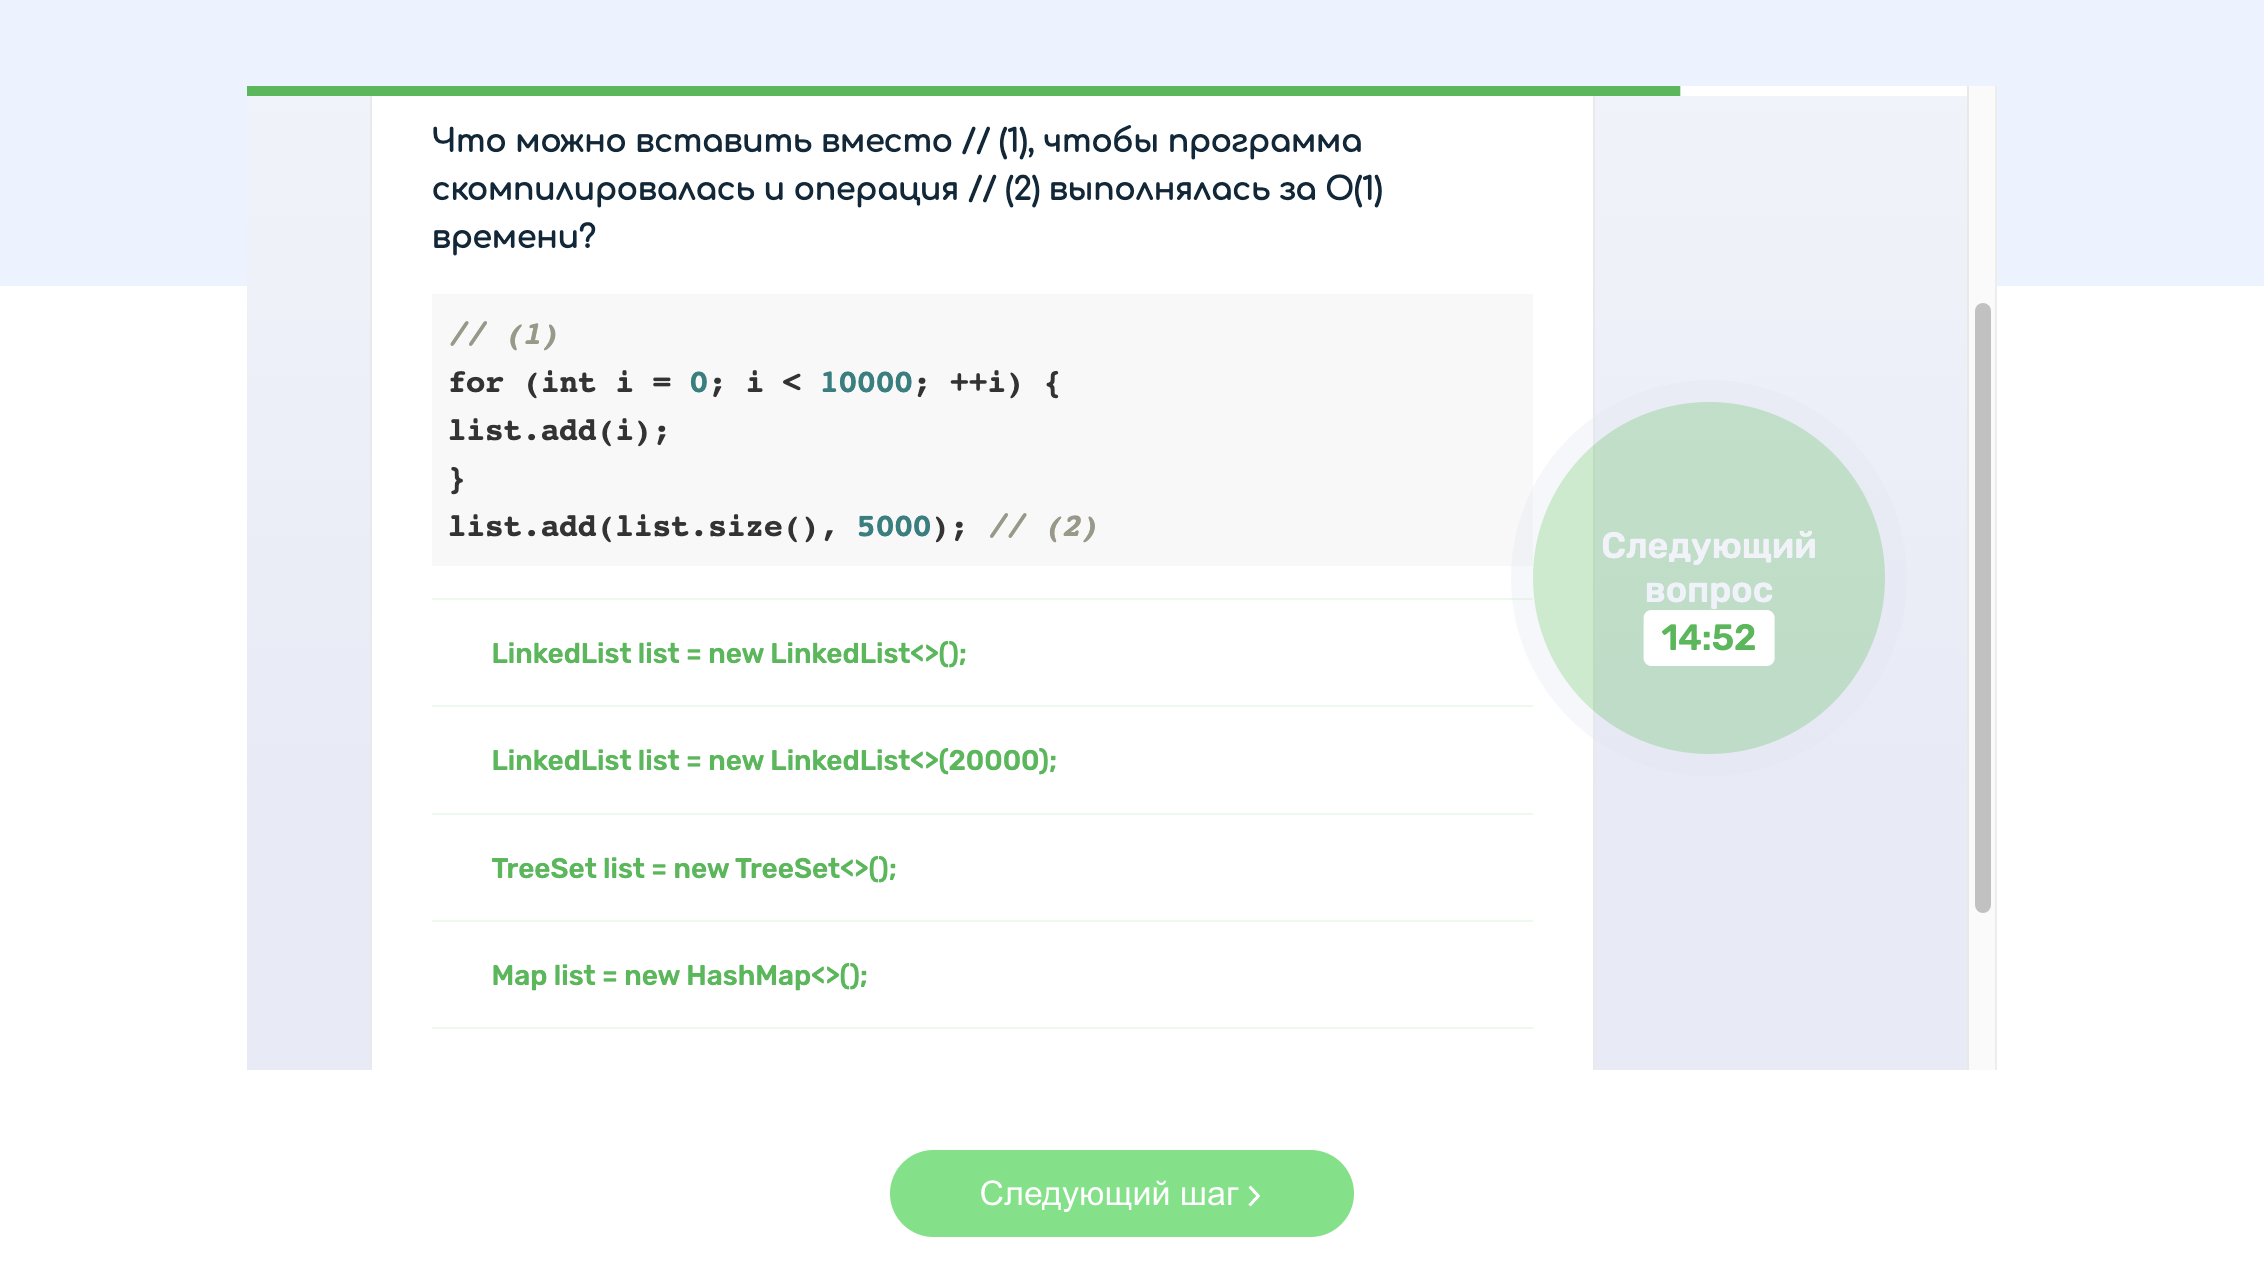 Что можно вставить вместо // (1), чтобы программа
скомпилировалась и операция // (2) выполнялась за O(1)
времени?
// (1)
for (int i = 0; i < 10000; ++i) {
list.add(i);
}
list.add(list.size(), 5000); // (2)
Следующий
вопрос
14:52
LinkedList list = new LinkedList<>();
LinkedList list = new LinkedList<>(20000);
TreeSet list = new TreeSet<>();
Map list = new HashMap<>();
Следующий шаг >